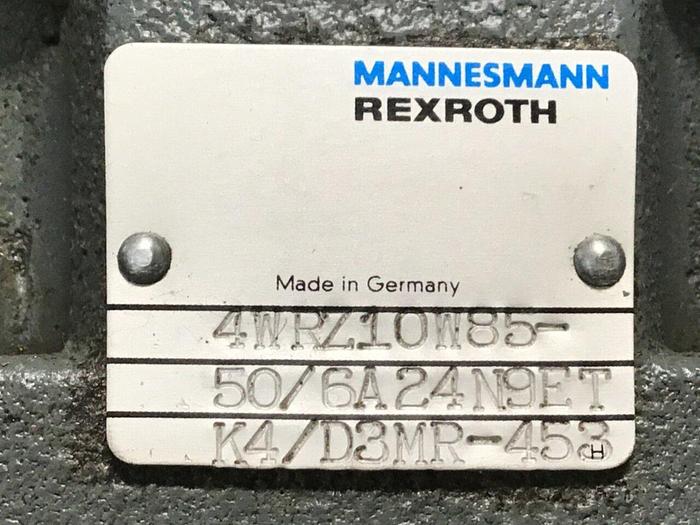 MANNESMANN
REXROTH
Made in Germany
4WRZ10W85-
50/6A24N9ET
K4/D3MR-453
H